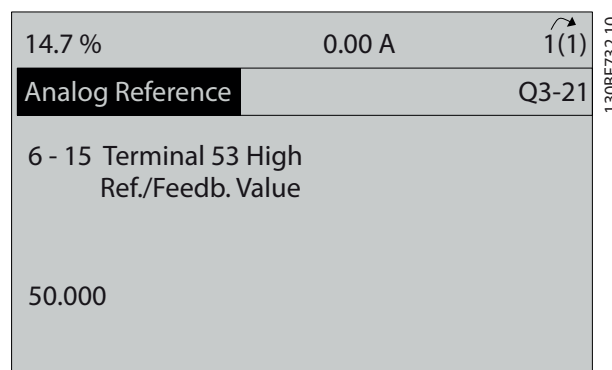 14.7 % 0.00 A 1(1)
Analog Reference Q3-21
6 - 15 Terminal 53 High
Ref./Feedb. Value
50.000
130BF732.10